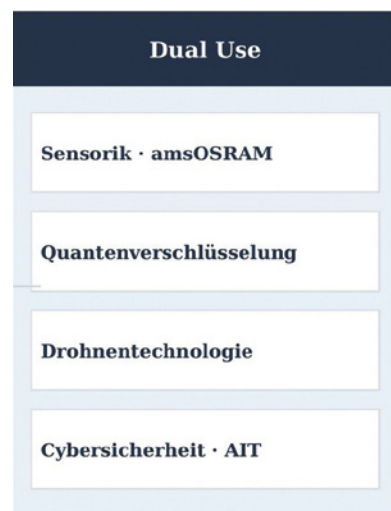 Dual Use
Sensorik · amsOSRAM
Quantenverschlüsselung
Drohnentechnologie
Cybersicherheit · AIT